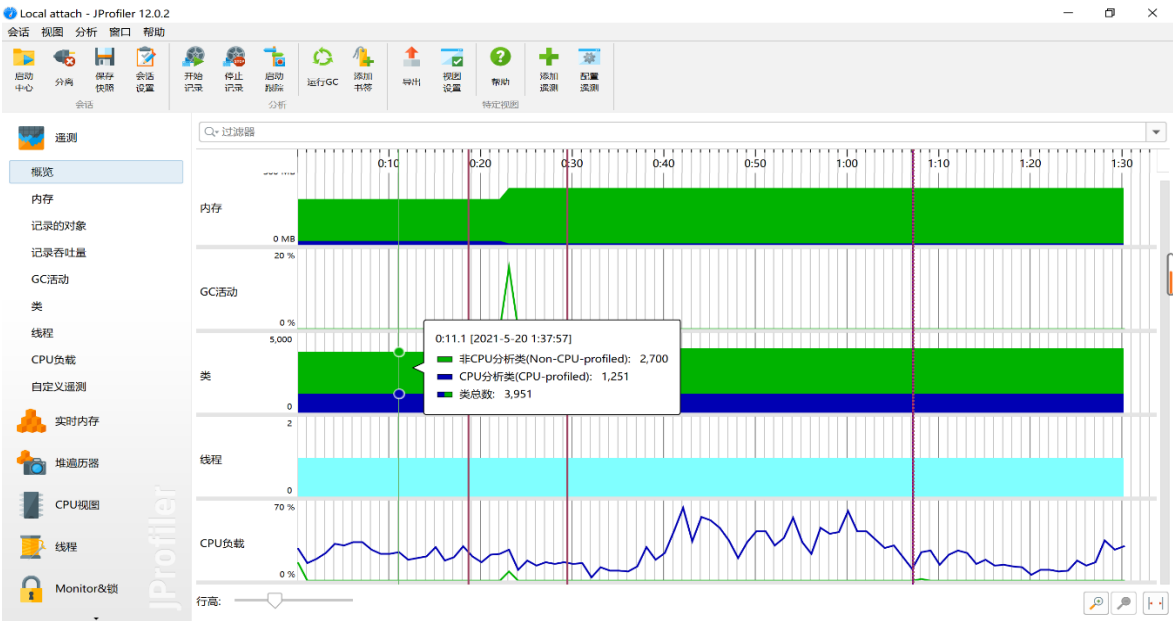 Local attach - JProfiler 12.0.2
会话 视图 分析 窗口 帮助
启动中心 分离 保存快照 会话设置 开始记录 停止记录 启动跟踪 运行GC 添加书签 导出 视图设置 帮助 添加遥测 配置遥测
会话 分析 特定视图
遥测
概览
内存
记录的对象
记录吞吐量
GC活动
类
线程
CPU负载
自定义遥测
实时内存
堆遍历器
CPU视图
线程
Monitor&锁
JProfiler
过滤器
0:10 0:20 0:30 0:40 0:50 1:00 1:10 1:20 1:30
内存
0 MB
20 %
GC活动
0 %
5,000
类
0
0:11.1 [2021-5-20 1:37:57]
非CPU分析类(Non-CPU-profiled): 2,700
CPU分析类(CPU-profiled): 1,251
类总数: 3,951
2
线程
0
70 %
CPU负载
0 %
行高: